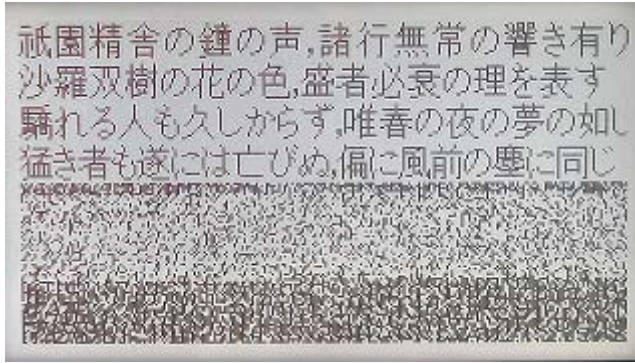 祇園精舎の鐘の声,諸行無常の響き有り
沙羅双樹の花の色,盛者必衰の理を表す
驕れる人も久しからず,唯春の夜の夢の如し
猛き者も遂には亡びぬ,偏に風前の塵に同じ